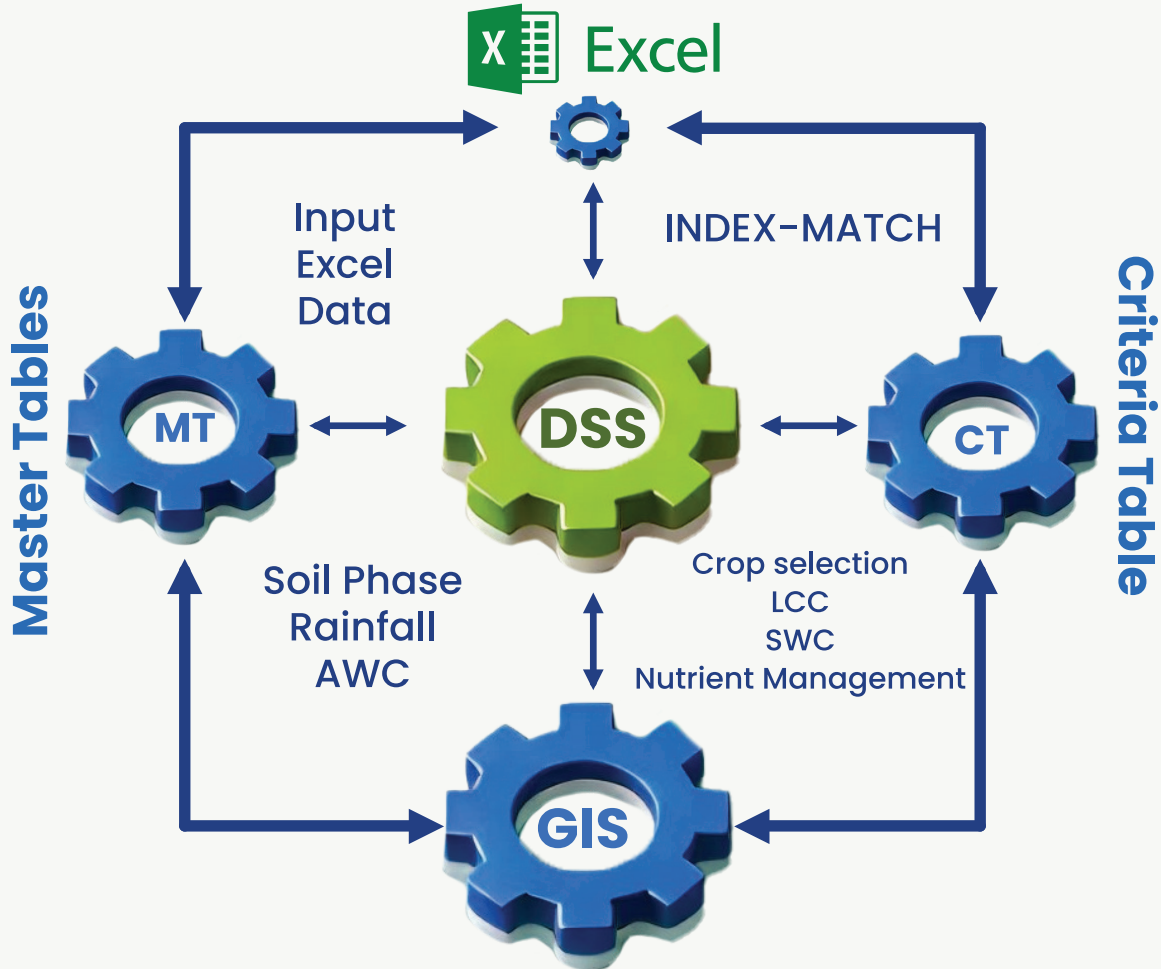 X Excel
Input
Excel
Data
INDEX-MATCH
Master Tables
MT
DSS
CT
Criteria Table
Soil Phase
Rainfall
AWC
Crop selection
LCC
SWC
Nutrient Management
GIS